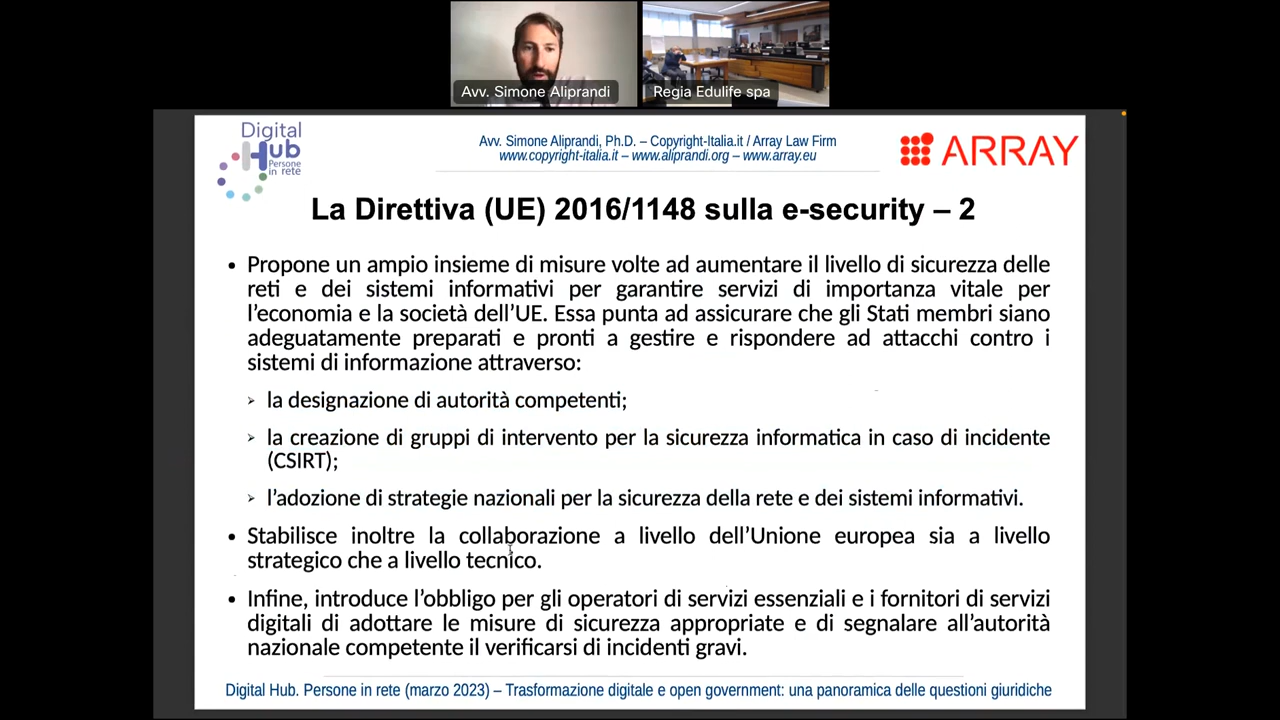 Avv. Simone Aliprandi
Regia Edulife spa
Digital
Hub
Persone
in rete
Avv. Simone Aliprandi, Ph.D. – Copyright-Italia.it / Array Law Firm
www.copyright-italia.it – www.aliprandi.org – www.array.eu
ARRAY
La Direttiva (UE) 2016/1148 sulla e-security – 2
• Propone un ampio insieme di misure volte ad aumentare il livello di sicurezza delle
reti e dei sistemi informativi per garantire servizi di importanza vitale per
l’economia e la società dell’UE. Essa punta ad assicurare che gli Stati membri siano
adeguatamente preparati e pronti a gestire e rispondere ad attacchi contro i
sistemi di informazione attraverso:
➢ la designazione di autorità competenti;
➢ la creazione di gruppi di intervento per la sicurezza informatica in caso di incidente
(CSIRT);
➢ l’adozione di strategie nazionali per la sicurezza della rete e dei sistemi informativi.
• Stabilisce inoltre la collaborazione a livello dell’Unione europea sia a livello
strategico che a livello tecnico.
• Infine, introduce l’obbligo per gli operatori di servizi essenziali e i fornitori di servizi
digitali di adottare le misure di sicurezza appropriate e di segnalare all’autorità
nazionale competente il verificarsi di incidenti gravi.
Digital Hub. Persone in rete (marzo 2023) – Trasformazione digitale e open government: una panoramica delle questioni giuridiche